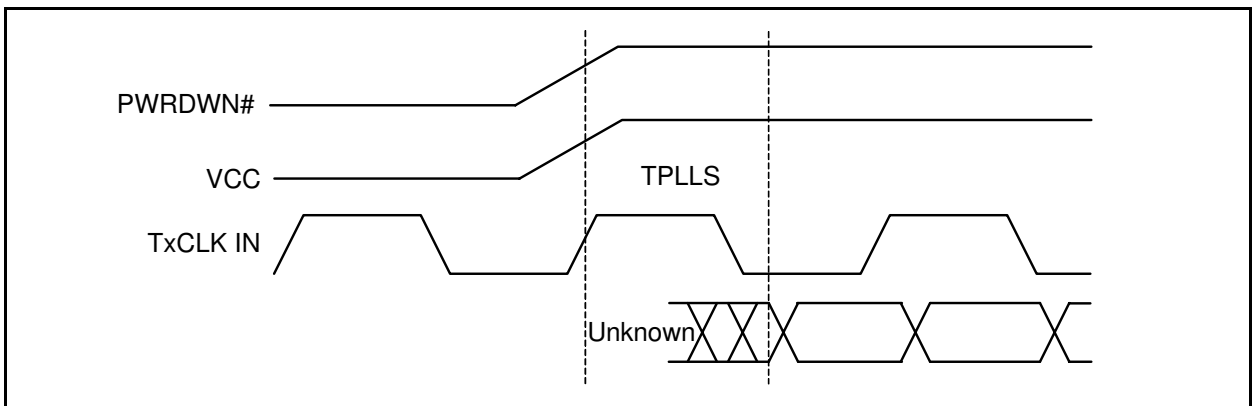 PWRDWN#
VCC
TPLLS
TxCLK IN
Unknown